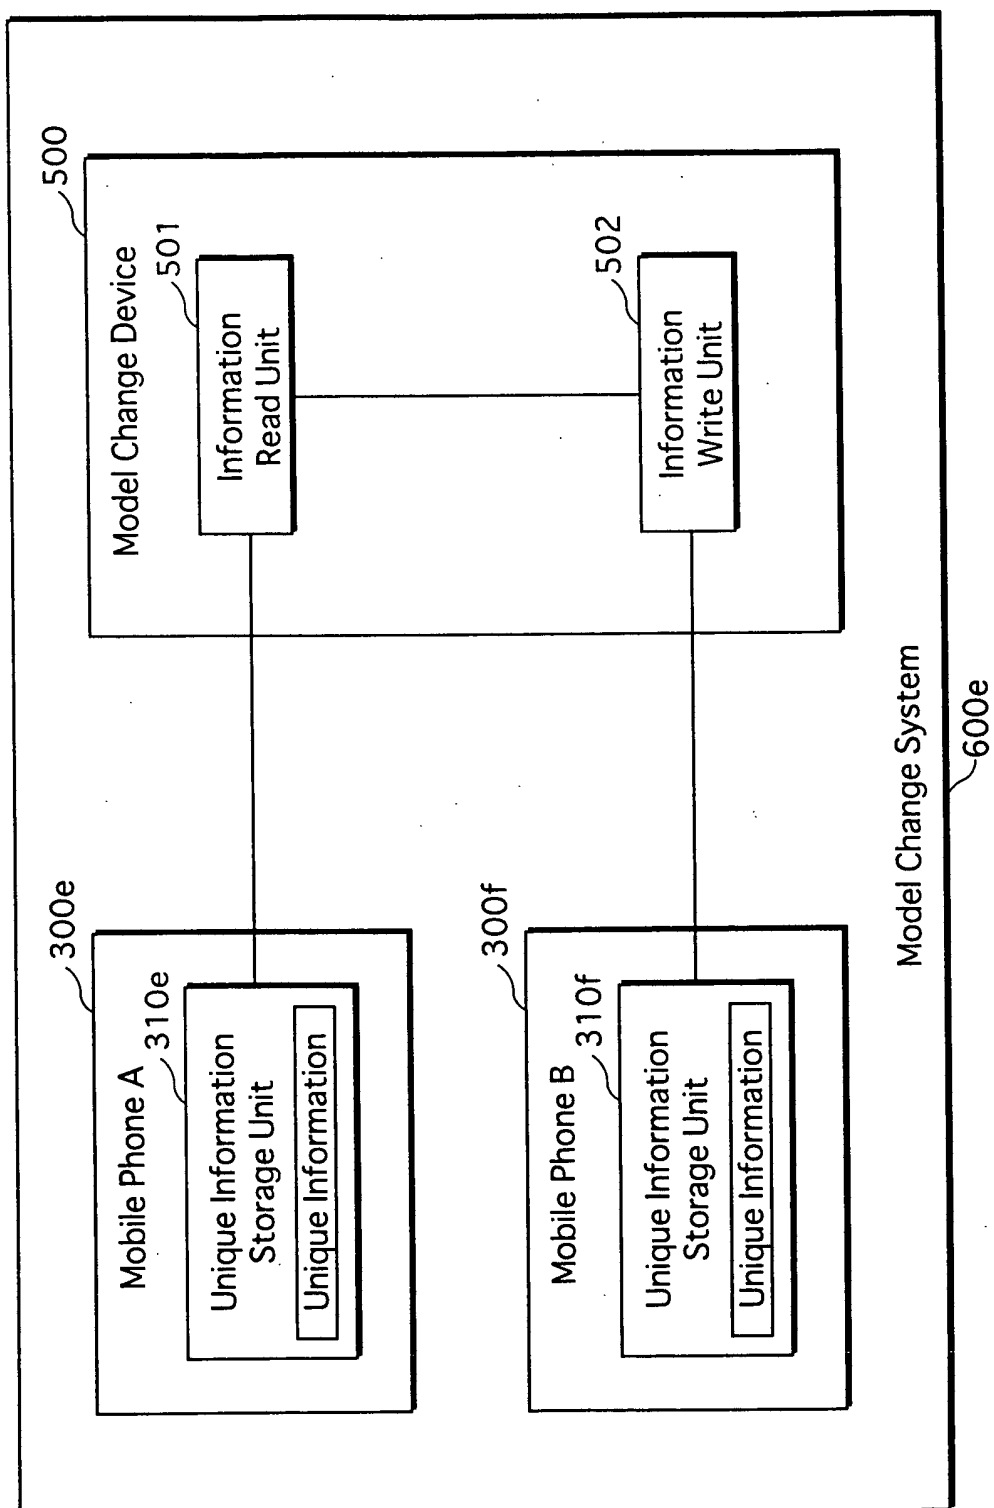 Mobile Phone A
300e
Unique Information
Storage Unit
310e
Unique Information
Model Change Device
500
Information
Read Unit
501
Mobile Phone B
300f
Unique Information
Storage Unit
310f
Unique Information
Information
Write Unit
502
Model Change System
600e